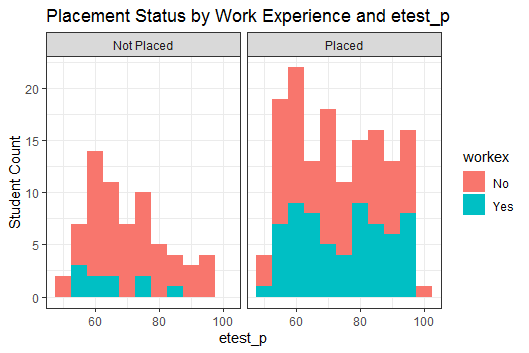 Placement Status by Work Experience and etest_p
Not Placed
Placed
Student Count
20
15
10
5
0
60
80
100
60
80
100
etest_p
workex
No
Yes